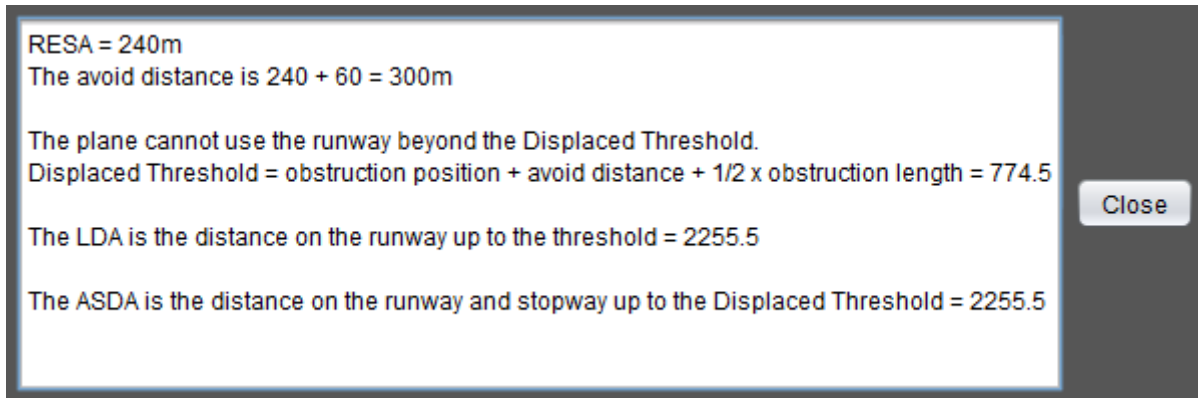 RESA = 240m
The avoid distance is 240 + 60 = 300m
The plane cannot use the runway beyond the Displaced Threshold.
Displaced Threshold = obstruction position + avoid distance + 1/2 x obstruction length = 774.5
Close
The LDA is the distance on the runway up to the threshold = 2255.5
The ASDA is the distance on the runway and stopway up to the Displaced Threshold = 2255.5